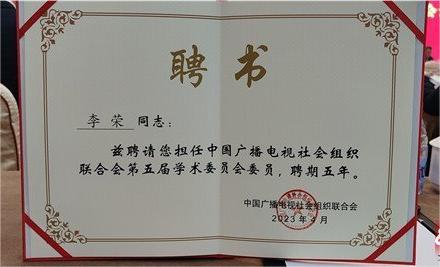 聘书
李荣 同志：
兹聘请您担任中国广播电视社会组织
联合会第五届学术委员会委员，聘期五年。
中国广播电视社会组织联合会
2023年4月